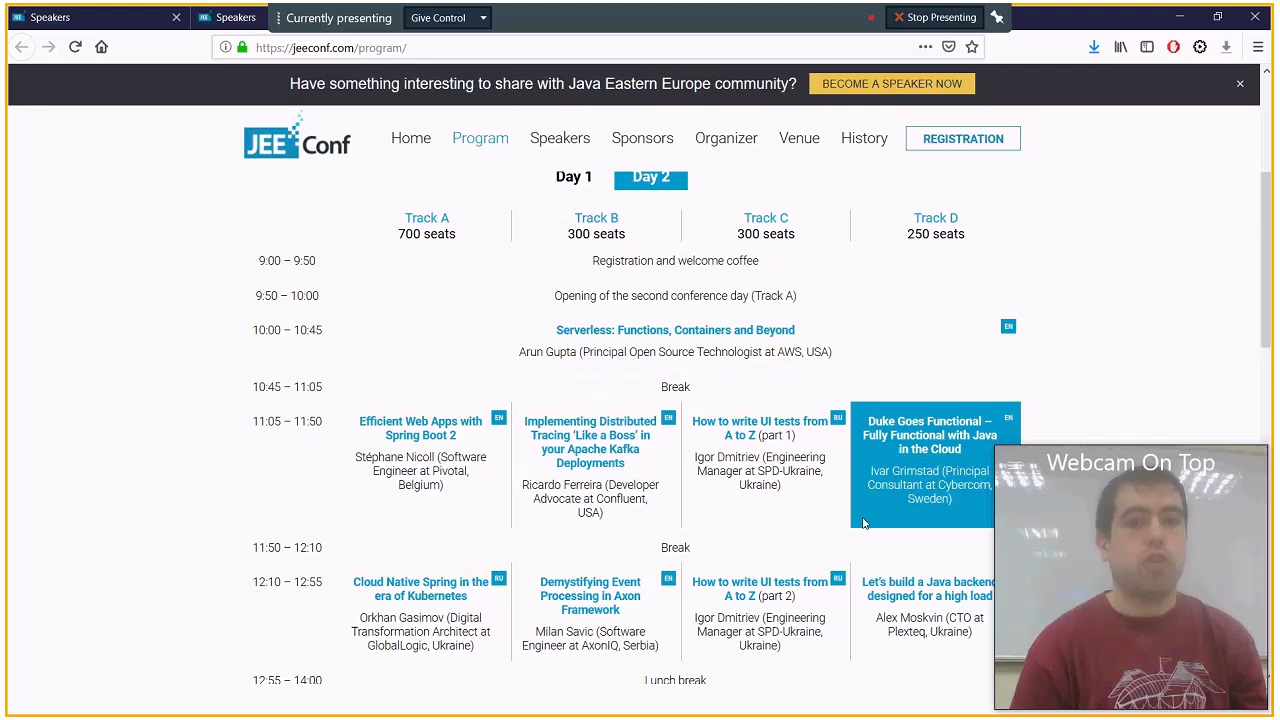 Speakers
Speakers
Currently presenting
Give Control
Stop Presenting
https://jeeconf.com/program/
Have something interesting to share with Java Eastern Europe community?
BECOME A SPEAKER NOW
JEE Conf
Home
Program
Speakers
Sponsors
Organizer
Venue
History
REGISTRATION
Day 1
Day 2
Track A
700 seats
Track B
300 seats
Track C
300 seats
Track D
250 seats
9:00 – 9:50
Registration and welcome coffee
9:50 – 10:00
Opening of the second conference day (Track A)
10:00 – 10:45
Serverless: Functions, Containers and Beyond
EN
Arun Gupta (Principal Open Source Technologist at AWS, USA)
10:45 – 11:05
Break
11:05 – 11:50
Efficient Web Apps with
Spring Boot 2
EN
Stéphane Nicoll (Software
Engineer at Pivotal,
Belgium)
Implementing Distributed
Tracing ‘Like a Boss’ in
your Apache Kafka
Deployments
EN
Ricardo Ferreira (Developer
Advocate at Confluent,
USA)
How to write UI tests from
A to Z (part 1)
RU
Igor Dmitriev (Engineering
Manager at SPD-Ukraine,
Ukraine)
Duke Goes Functional –
Fully Functional with Java
in the Cloud
EN
Ivar Grimstad (Principal
Consultant at Cybercom,
Sweden)
Webcam On Top
11:50 – 12:10
Break
12:10 – 12:55
Cloud Native Spring in the
era of Kubernetes
RU
Orkhan Gasimov (Digital
Transformation Architect at
GlobalLogic, Ukraine)
Demystifying Event
Processing in Axon
Framework
EN
Milan Savic (Software
Engineer at AxonIQ, Serbia)
How to write UI tests from
A to Z (part 2)
RU
Igor Dmitriev (Engineering
Manager at SPD-Ukraine,
Ukraine)
Let’s build a Java backend
designed for a high load
Alex Moskvin (CTO at
Plexteq, Ukraine)
12:55 – 14:00
Lunch break